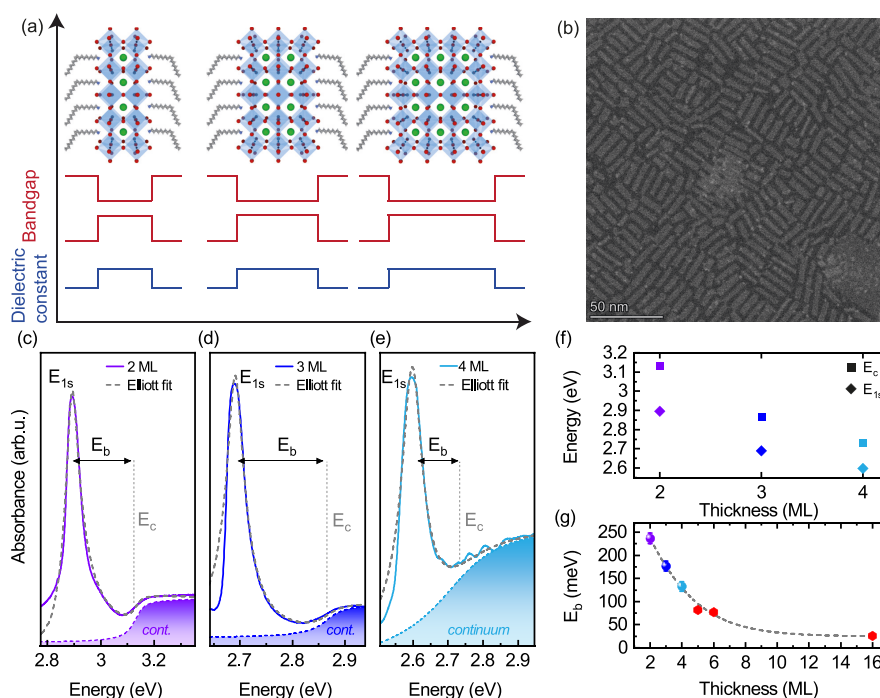 (a)
Bandgap
Dielectric
constant
(b)
50 nm
(c)
E1s
2 ML
Elliott fit
Eb
Ec
cont.
2.8 3 3.2
Energy (eV)
Absorbance (arb.u.)
(d)
E1s
3 ML
Elliott fit
Eb
Ec
cont.
2.7 2.8 2.9
Energy (eV)
(e)
E1s
4 ML
Elliott fit
Eb
Ec
continuum
2.5 2.6 2.7 2.8 2.9
Energy (eV)
(f)
Energy (eV)
3.2
3.1
3.0
2.9
2.8
2.7
2.6
Ec
E1s
2 3 4
Thickness (ML)
(g)
Eb (meV)
250
200
150
100
50
0
2 4 6 8 10 12 14 16
Thickness (ML)